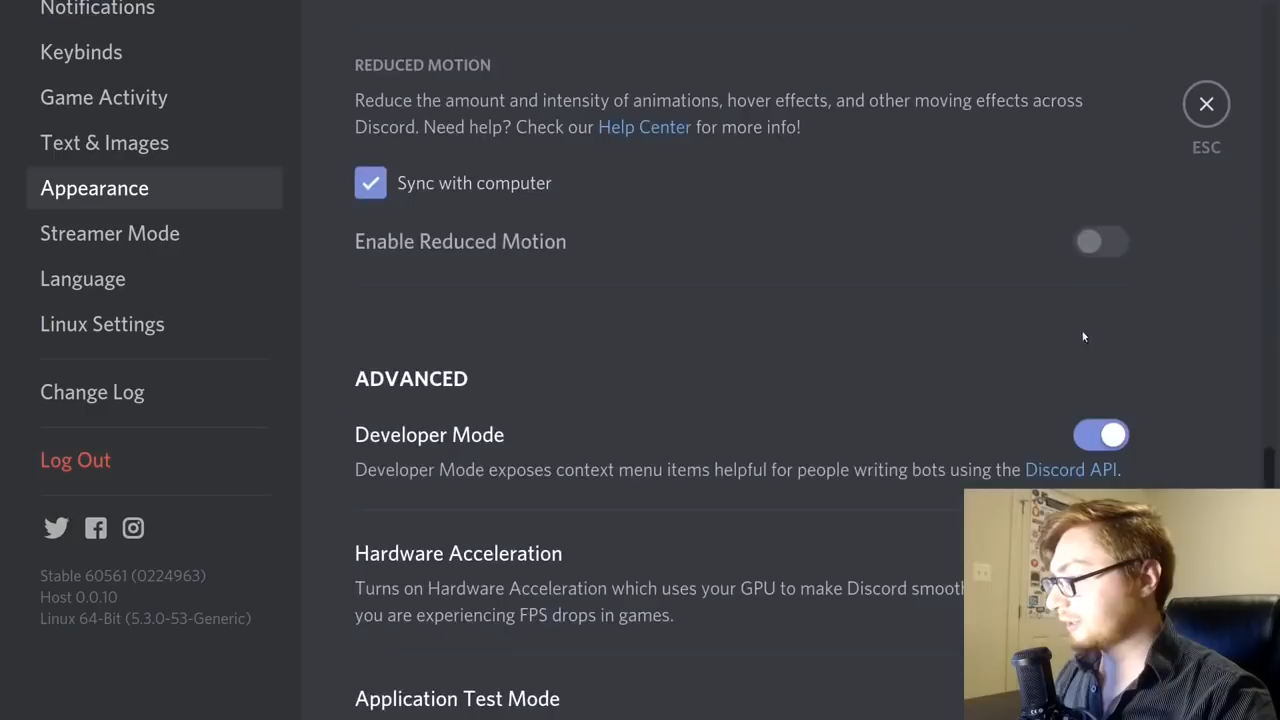 Notifications
Keybinds
Game Activity
Text & Images
Appearance
Streamer Mode
Language
Linux Settings
Change Log
Log Out
Stable 60561 (0224963)
Host 0.0.10
Linux 64-Bit (5.3.0-53-Generic)
REDUCED MOTION
Reduce the amount and intensity of animations, hover effects, and other moving effects across
Discord. Need help? Check our Help Center for more info!
Sync with computer
Enable Reduced Motion
ADVANCED
Developer Mode
Developer Mode exposes context menu items helpful for people writing bots using the Discord API.
Hardware Acceleration
Turns on Hardware Acceleration which uses your GPU to make Discord smooth
you are experiencing FPS drops in games.
Application Test Mode
ESC